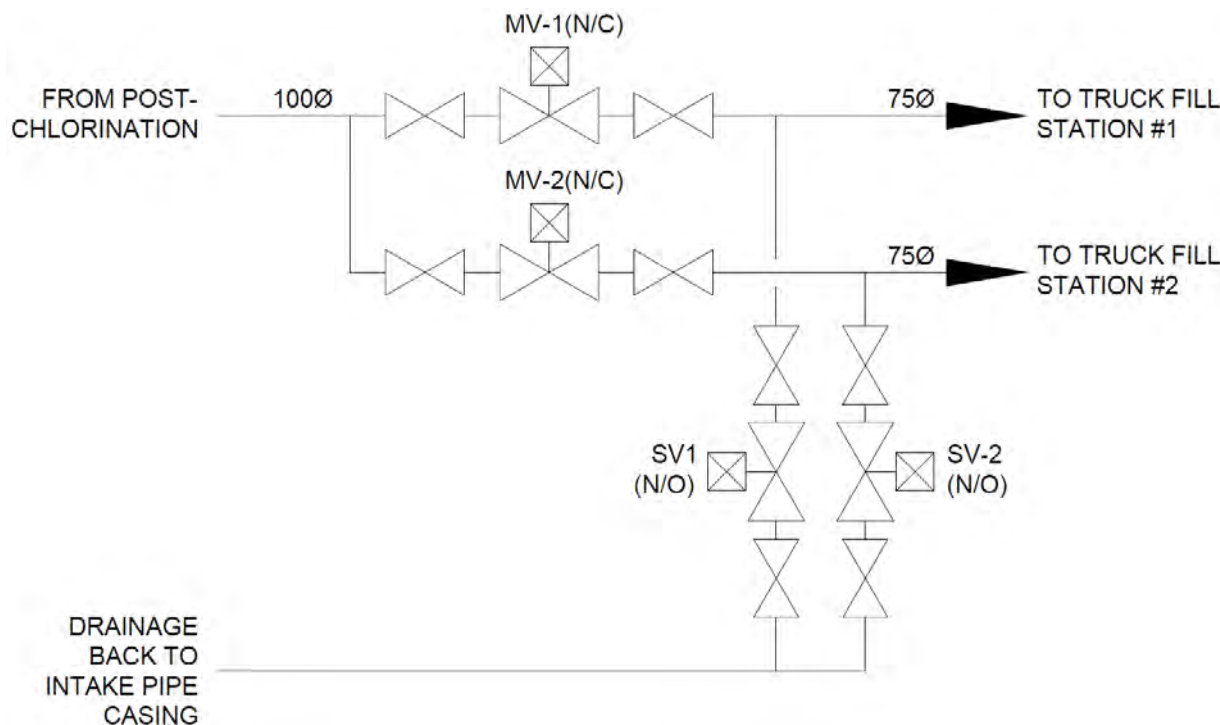 MV-1(N/C)
FROM POST-
CHLORINATION
100Ø
75Ø
TO TRUCK FILL
STATION #1
MV-2(N/C)
75Ø
TO TRUCK FILL
STATION #2
SV1
(N/O)
SV-2
(N/O)
DRAINAGE
BACK TO
INTAKE PIPE
CASING